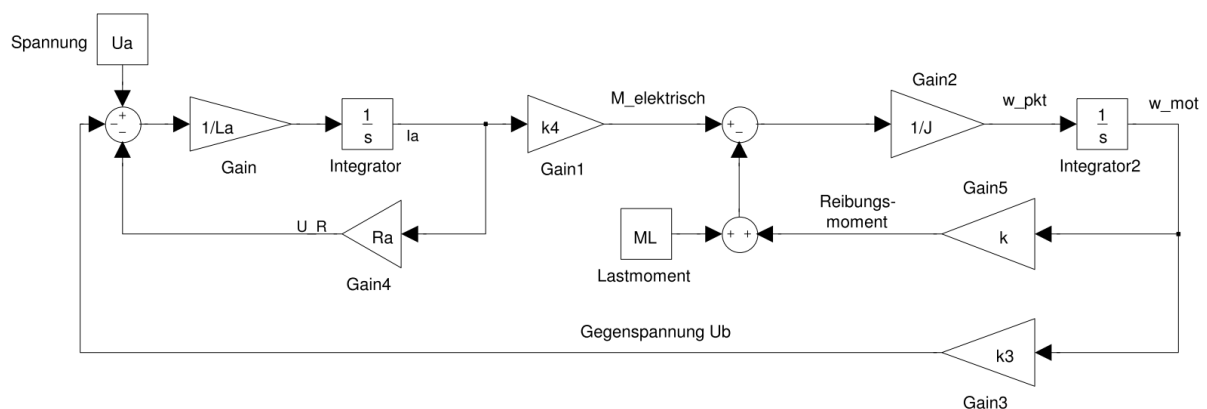 Spannung
Ua
+
−
−
1/La
Gain
1
s
Integrator
Ia
k4
Gain1
M_elektrisch
+
−
Gain2
1/J
w_pkt
1
s
Integrator2
w_mot
U_R
Ra
Gain4
ML
Lastmoment
+ +
Reibungs-
moment
Gain5
k
Gegenspannung Ub
k3
Gain3